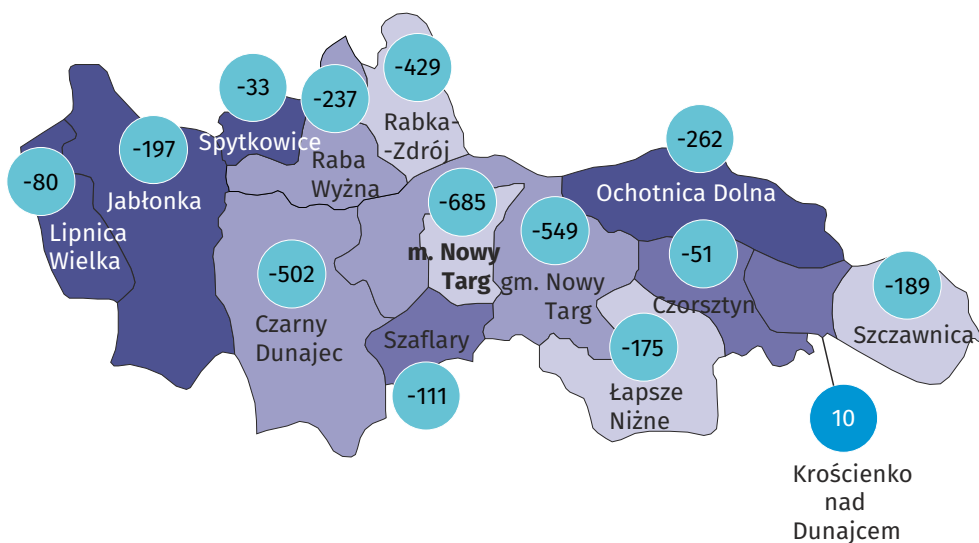 -429
Rabka-
-Zdrój
-33
Spytkowice
-237
Raba
Wyżna
-197
Jabłonka
-80
Lipnica
Wielka
-262
Ochotnica Dolna
-685
m. Nowy
Targ
-549
gm. Nowy
Targ
-51
Czorsztyn
-502
Czarny
Dunajec
-189
Szczawnica
Szaflary
-111
-175
Łapsze
Niżne
10
Krościenko
nad
Dunajcem